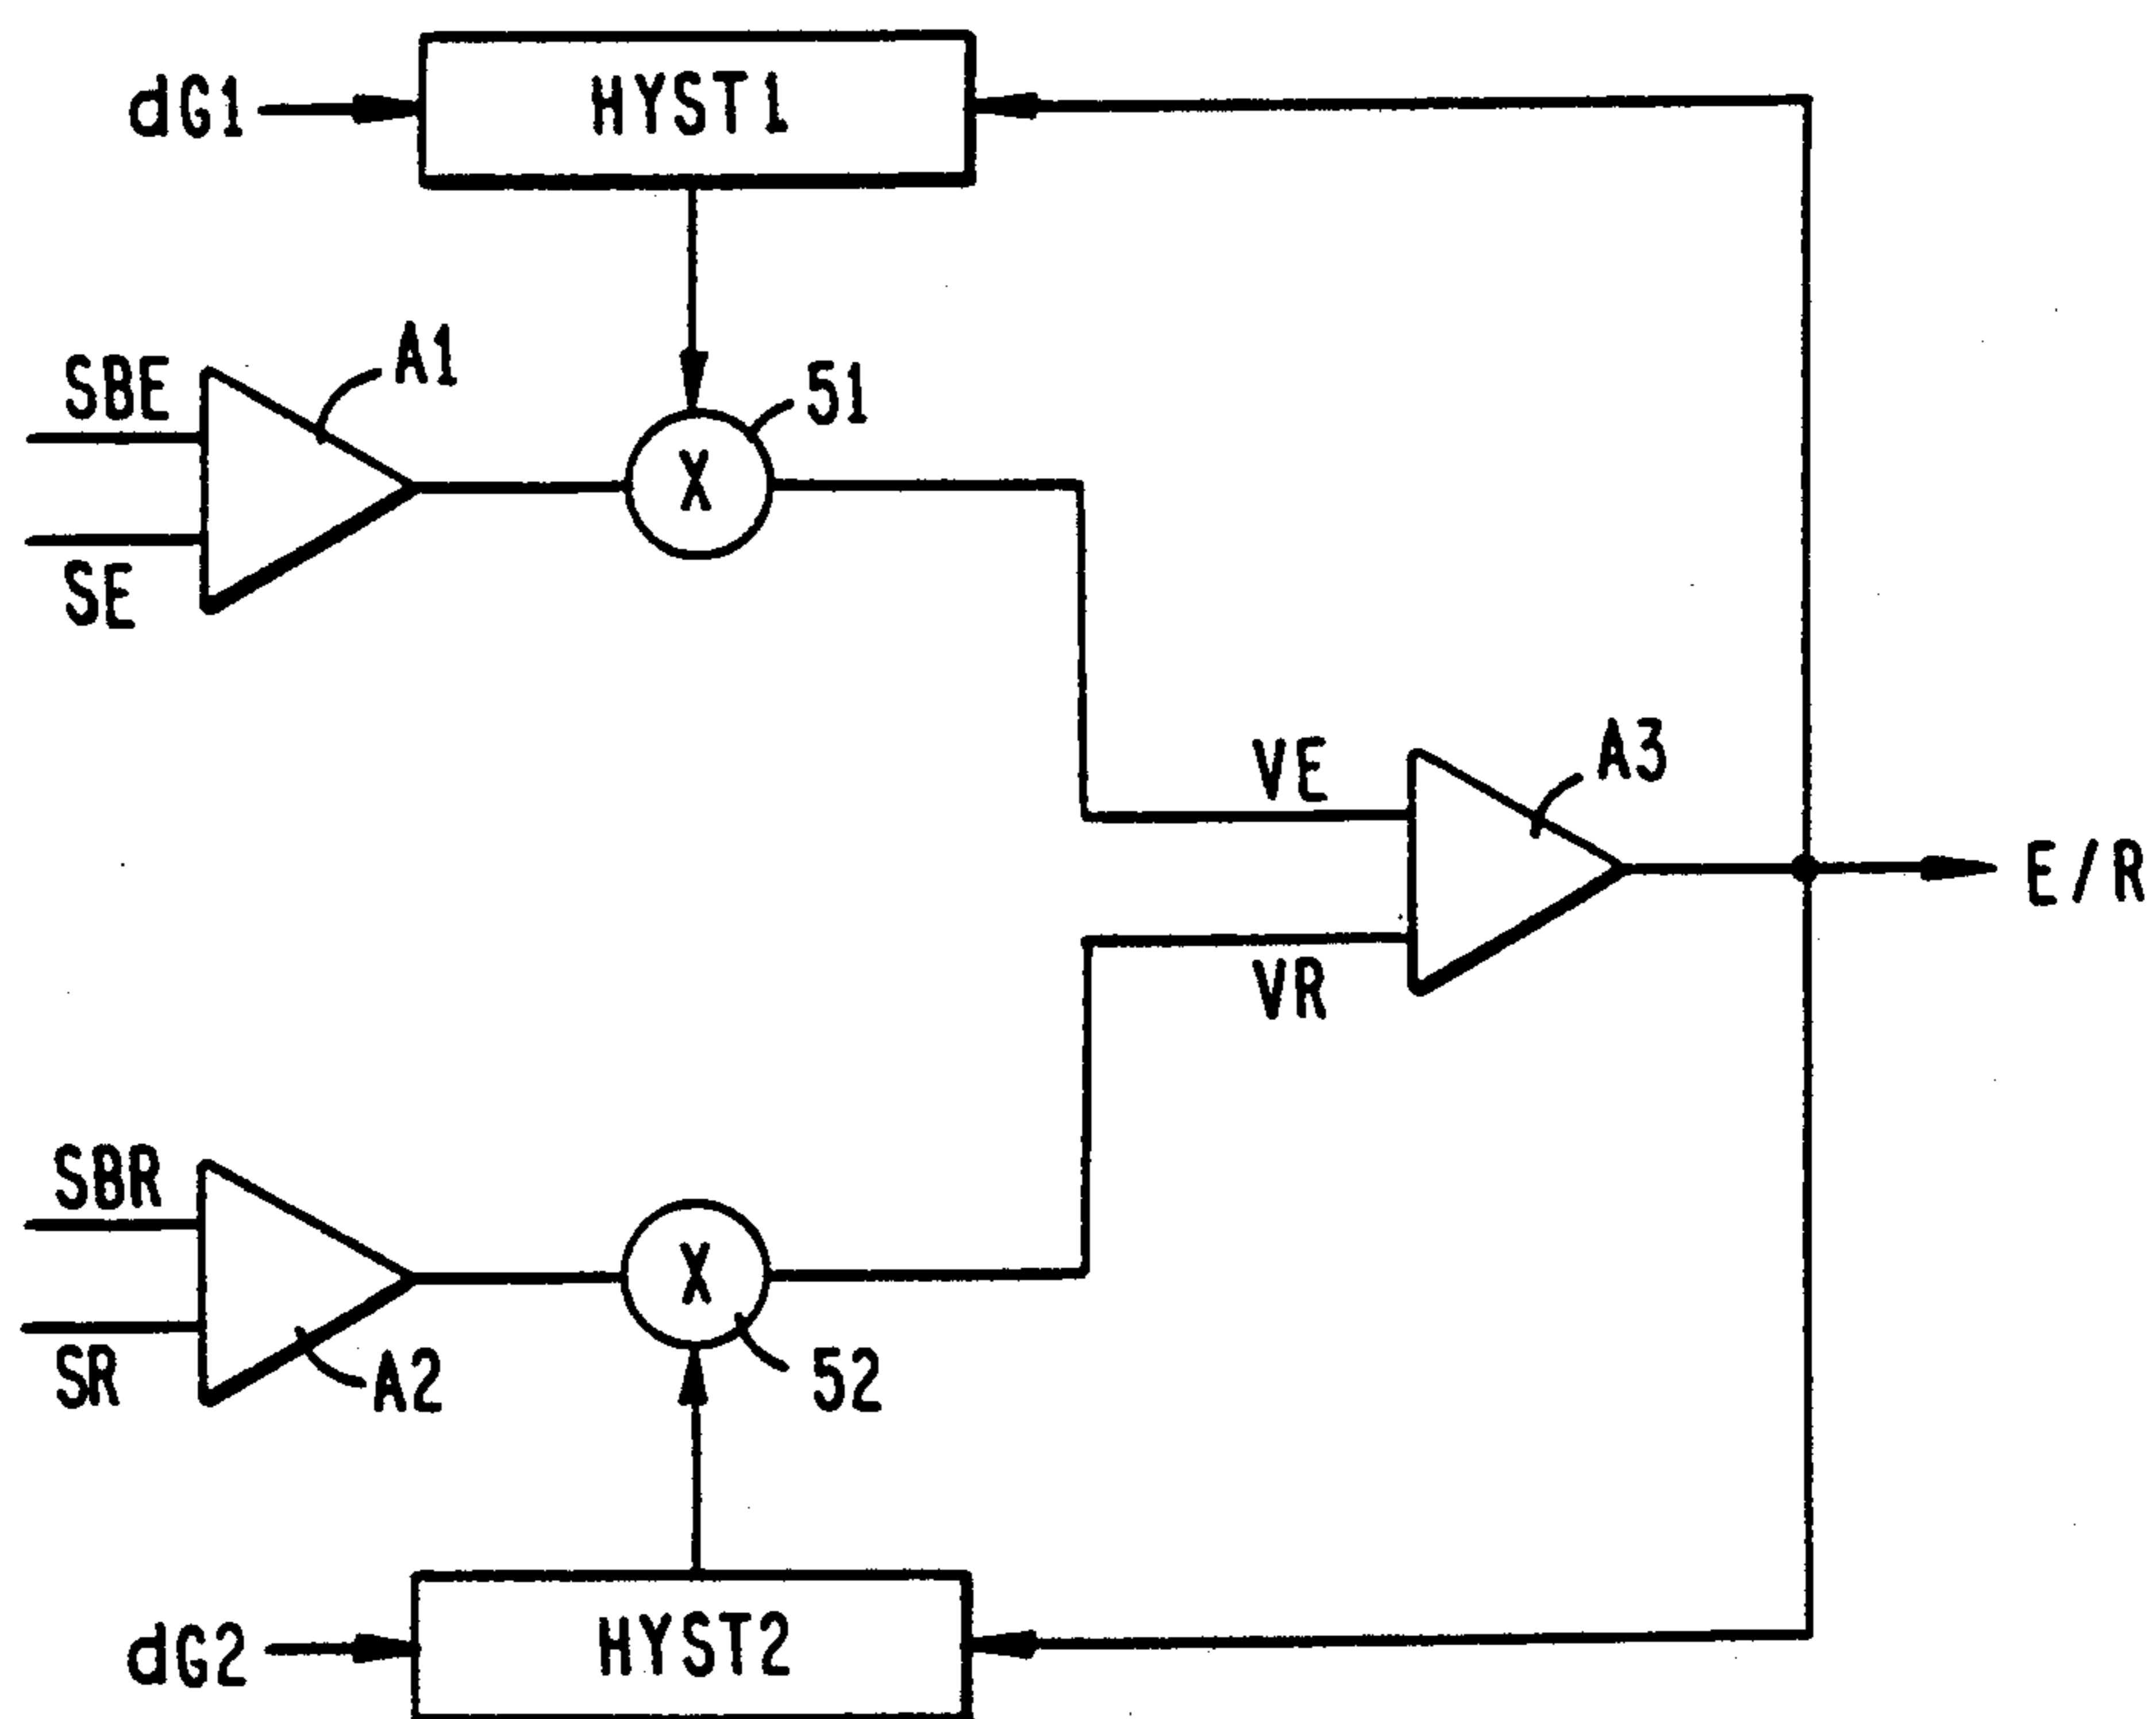 dG1
HYST1
SBE
A1
51
X
SE
VE
A3
E/R
VR
SBR
X
SR
A2
52
dG2
HYST2